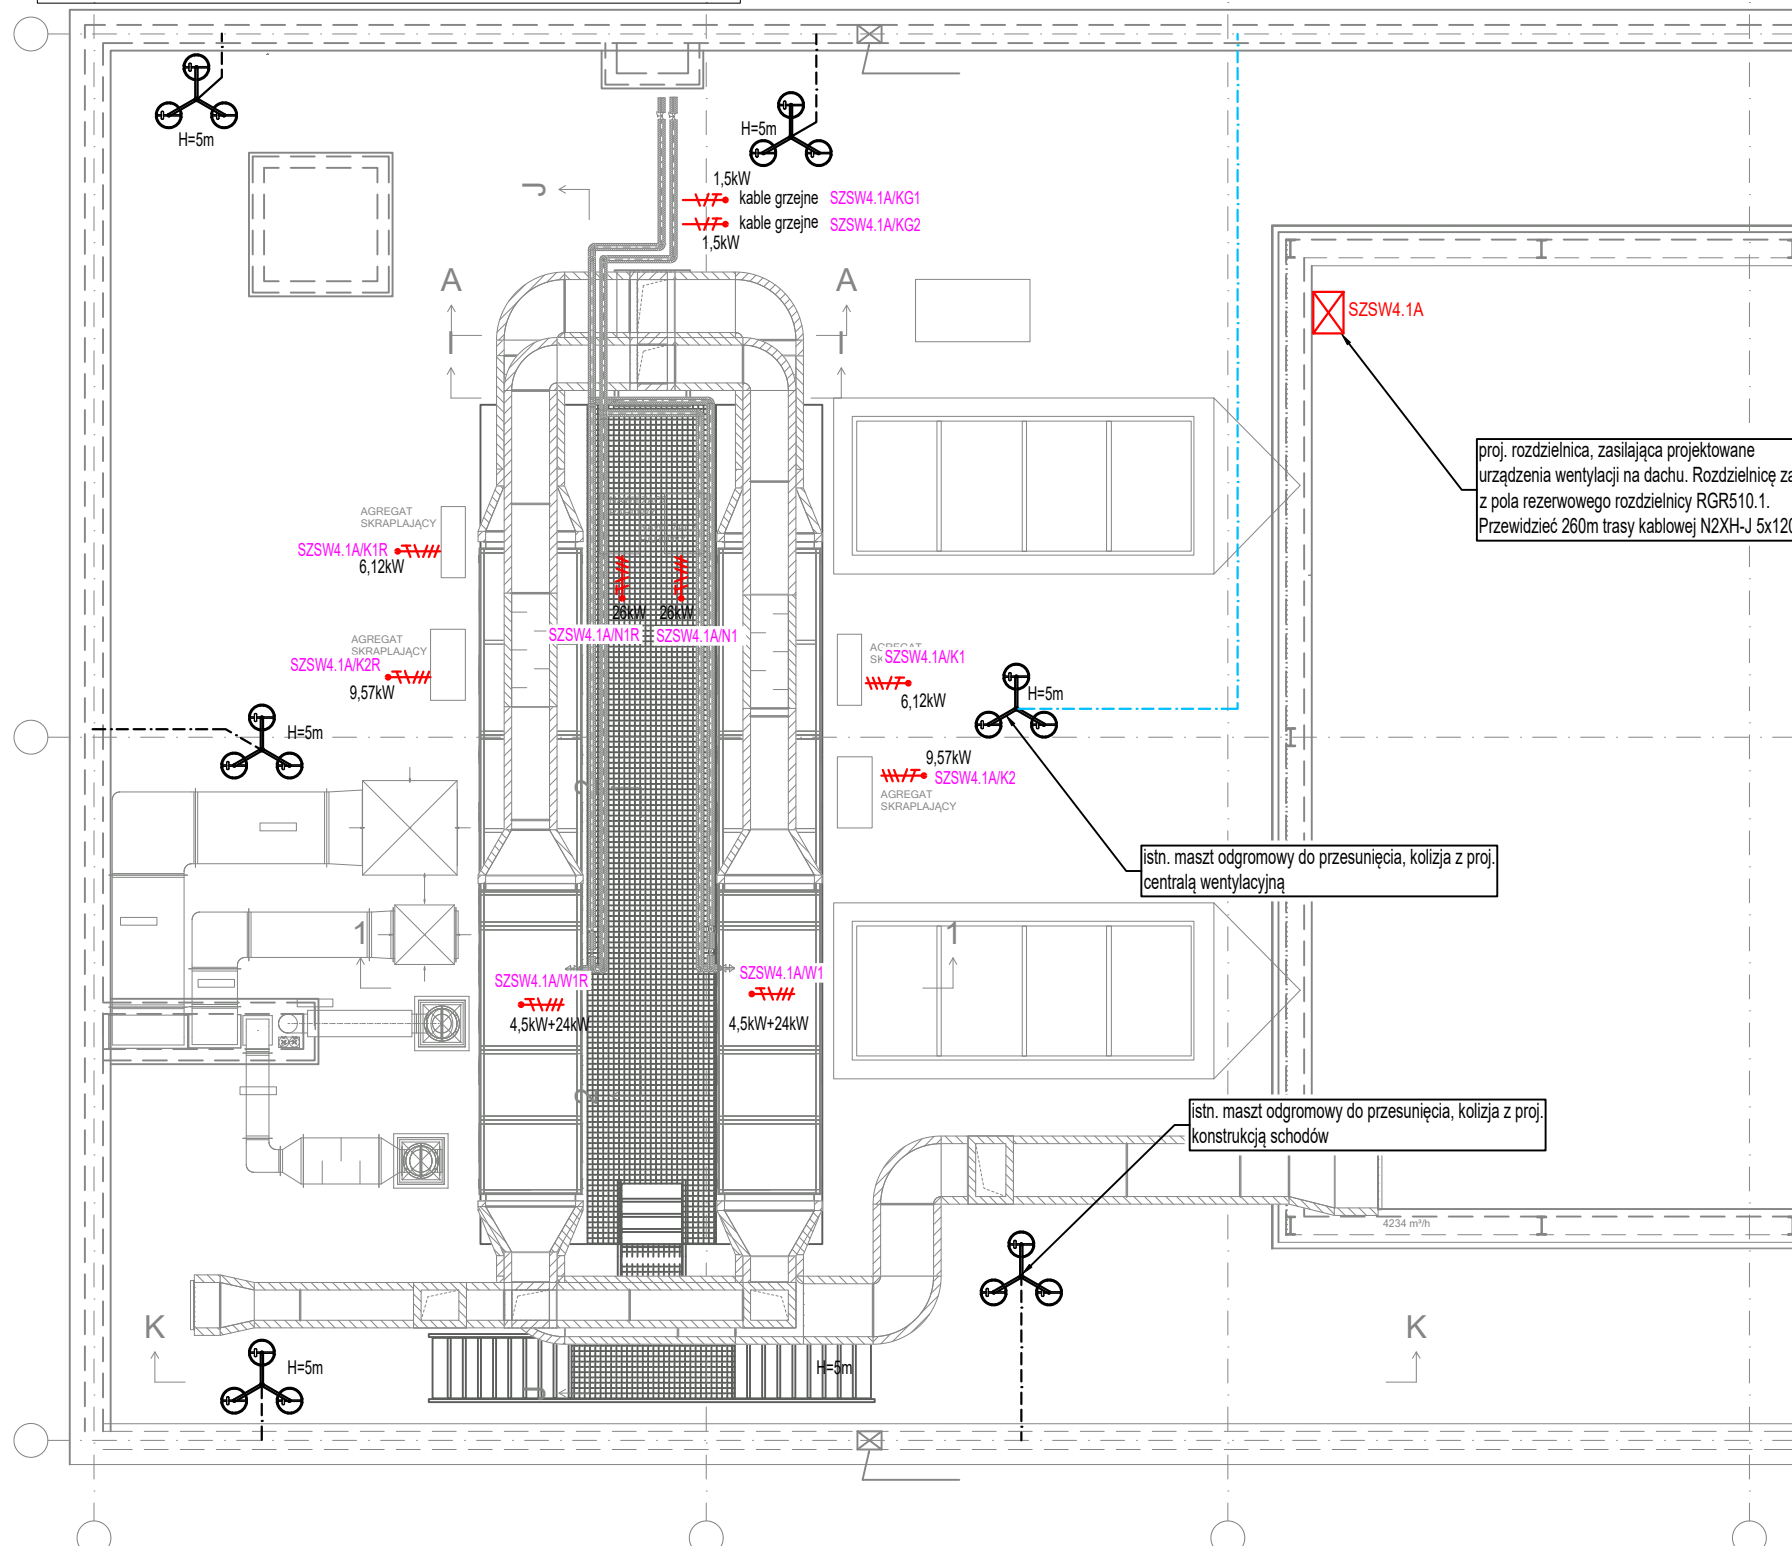 H=5m
H=5m
J
1,5kW
kable grzejne SZSW4.1A/KG1
kable grzejne SZSW4.1A/KG2
1,5kW
A
A
I
I
SZSW4.1A
proj. rozdzielnica, zasilająca projektowane
urządzenia wentylacji na dachu. Rozdzielnicę za
z pola rezerwowego rozdzielnicy RGR510.1.
Przewidzieć 260m trasy kablowej N2XH-J 5x120
AGREGAT
SKRAPLAJĄCY
SZSW4.1A/K1R
6,12kW
26kW
26kW
SZSW4.1A/N1R
SZSW4.1A/N1
AGREGAT
SKRAPLAJĄCY
SZSW4.1A/K2R
9,57kW
AGREGAT
SZSW4.1A/K1
6,12kW
H=5m
H=5m
9,57kW
SZSW4.1A/K2
AGREGAT
SKRAPLAJĄCY
2
istn. maszt odgromowy do przesunięcia, kolizja z proj.
centralą wentylacyjną
1
1
SZSW4.1A/W1R
4,5kW+24kW
SZSW4.1A/W1
4,5kW+24kW
2
istn. maszt odgromowy do przesunięcia, kolizja z proj.
konstrukcją schodów
4234 m³/h
K
K
H=5m
H=5m
J